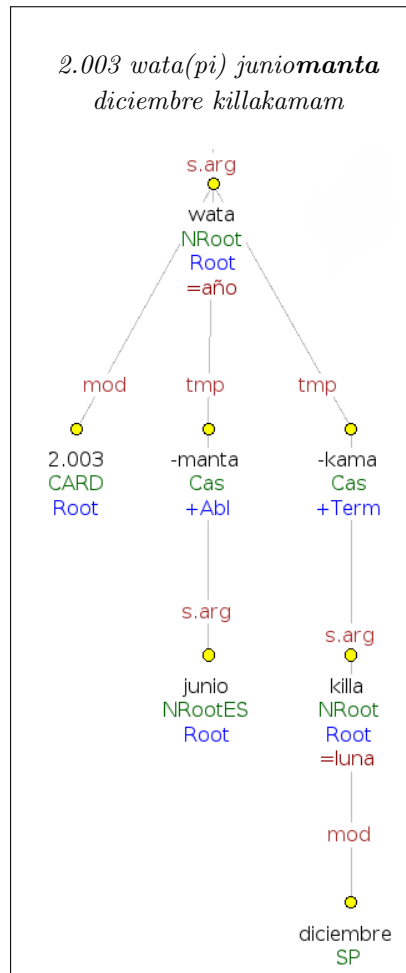 2.003 wata(pi) juniomanta
diciembre killakamam
s.arg
wata
NRoot
Root
=año
mod tmp tmp
2.003 -manta -kama
CARD Cas Cas
Root +Abl +Term
s.arg s.arg
junio killa
NRootES NRoot
Root Root
=luna
mod
diciembre
SP